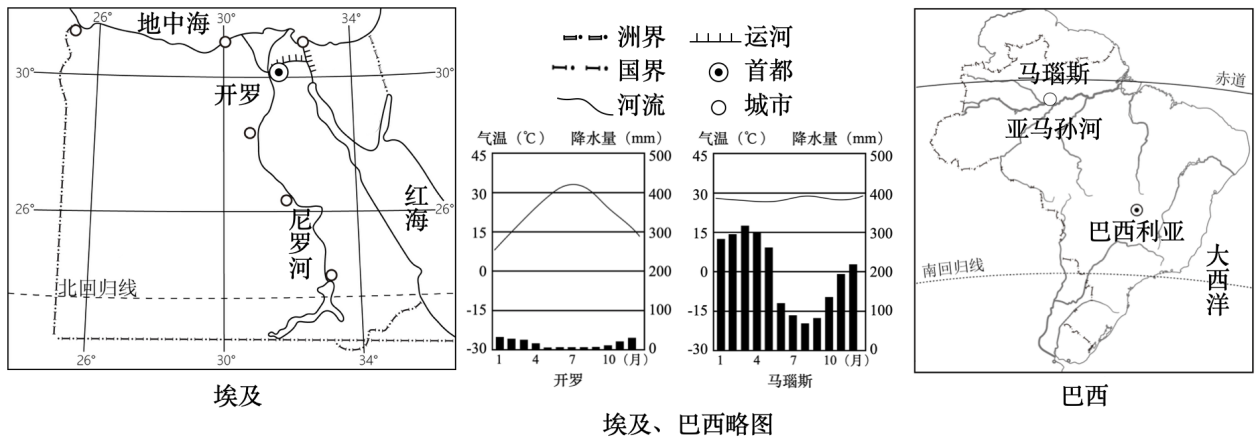 26°
30°
34°
地中海
30°
30°
开罗
26°
26°
尼罗河
红海
北回归线
26°
30°
34°
埃及
洲界
运河
国界
首都
河流
城市
气温（℃）
降水量（mm）
45
30
15
0
-15
-30
500
400
300
200
100
0
1
4
7
10
（月）
开罗
气温（℃）
降水量（mm）
45
30
15
0
-15
-30
500
400
300
200
100
0
1
4
7
10
（月）
马瑙斯
马瑙斯
赤道
亚马孙河
巴西利亚
南回归线
大西洋
巴西
埃及、巴西略图